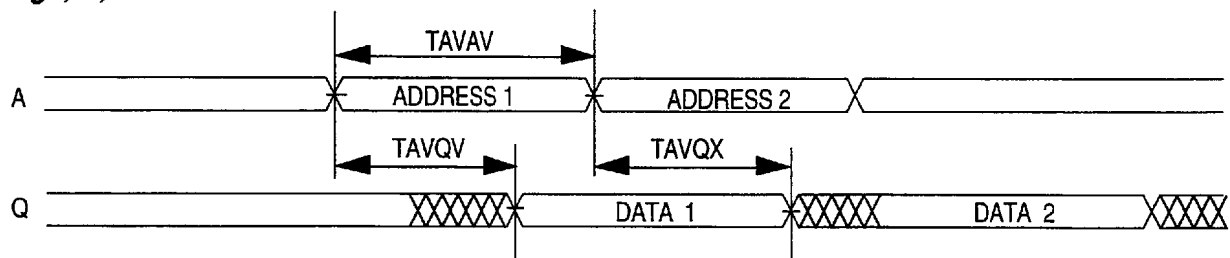 TAVAV
A ADDRESS 1 ADDRESS 2
TAVQV TAVQX
Q DATA 1 DATA 2